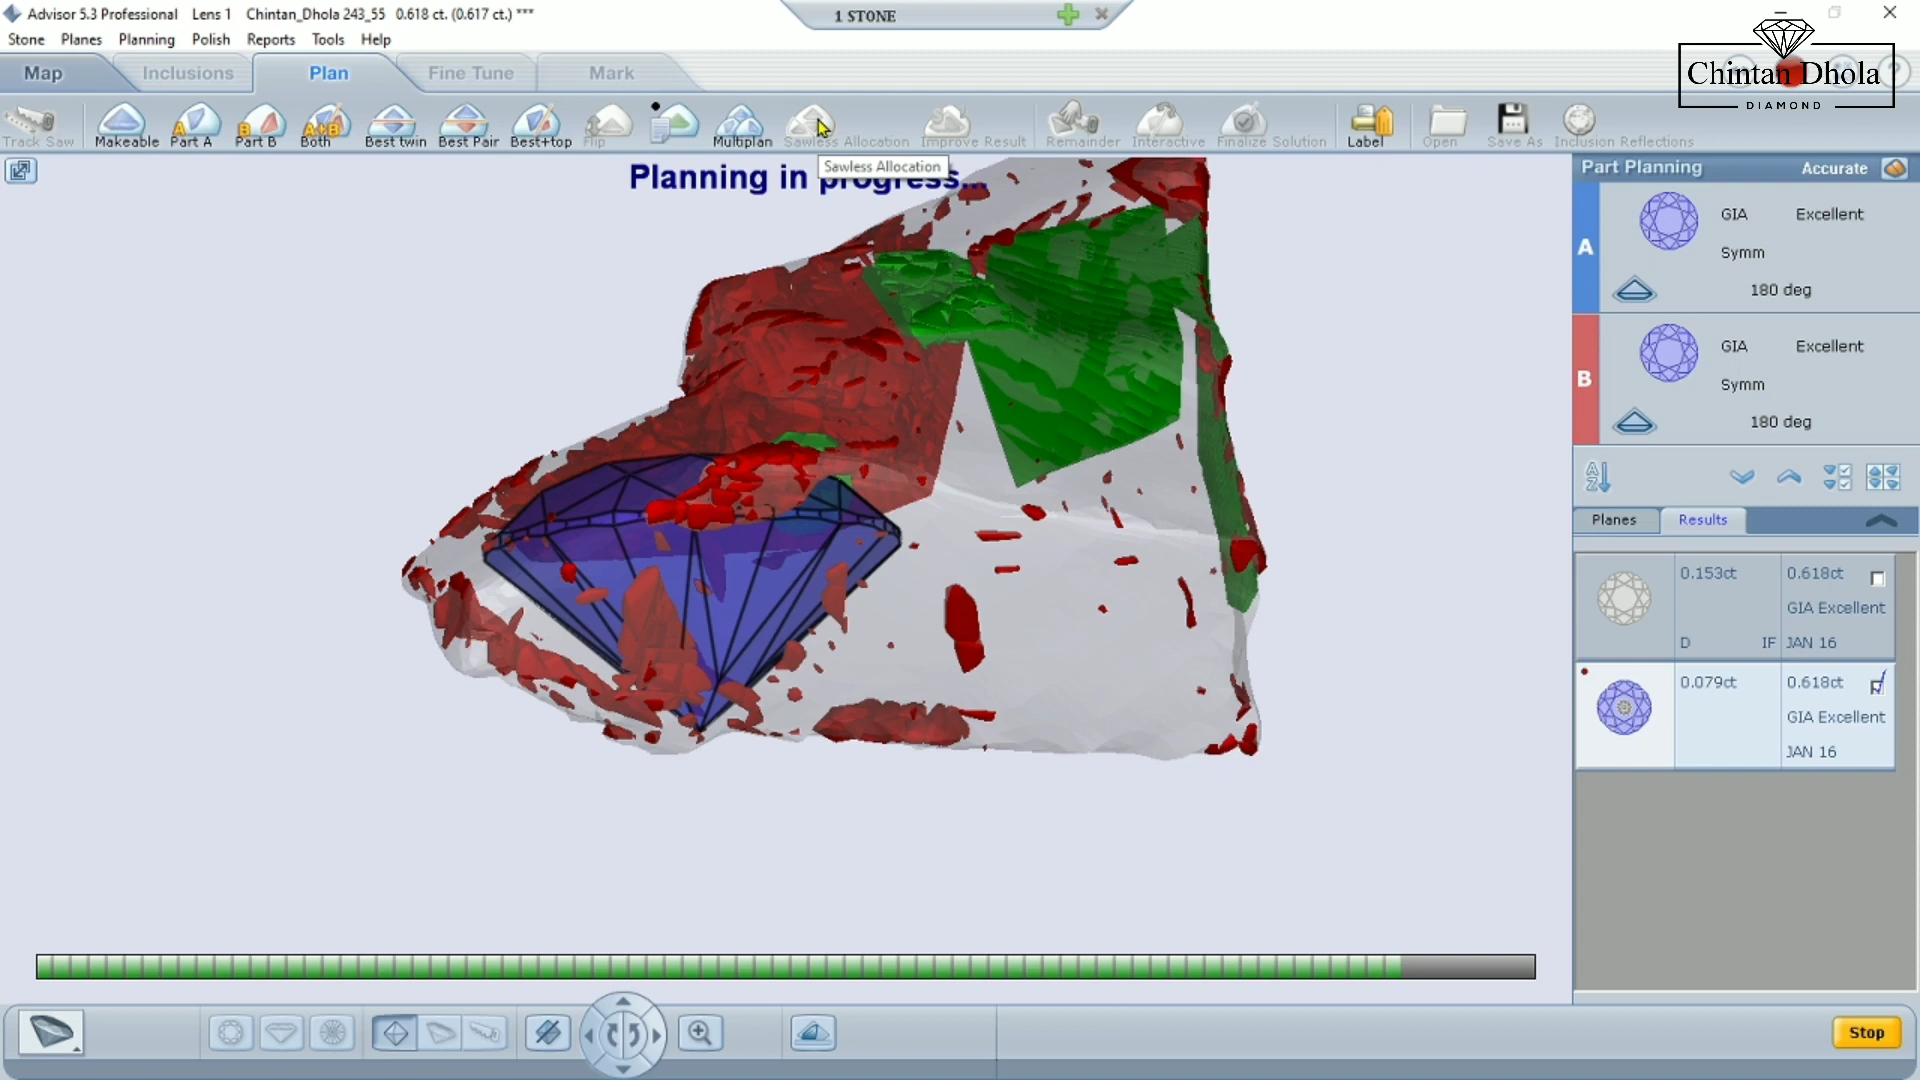 Advisor 5.3 Professional Lens 1 Chintan_Dhola 243_55 0.618 ct. (0.617 ct.) ***
1 STONE
Stone Planes Planning Polish Reports Tools Help
Chintan Dhola
DIAMOND
Map Inclusions Plan Fine Tune Mark
Track Saw Makeable Part A Part B Both Best twin Best Pair Best+top Flip Multiplan Sawless Allocation Improve Result Remainder Interactive Finalize Solution Label Open Save As Inclusion Reflections
A
B
A+B
Sawless Allocation
Planning in progress...
Part Planning Accurate
A
GIA Excellent
Symm
180 deg
B
GIA Excellent
Symm
180 deg
A
Z
Planes Results
0.153ct 0.618ct
GIA Excellent
D IF JAN 16
0.079ct 0.618ct
GIA Excellent
JAN 16
Stop